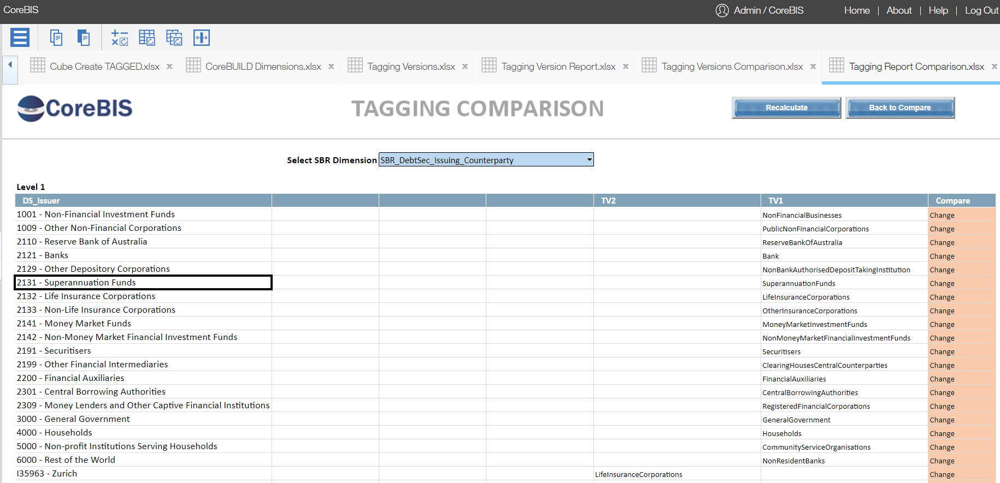 CoreBIS
Admin / CoreBIS Home | About | Help | Log Out
Cube Create TAGGED.xlsx x CoreBUILD Dimensions.xlsx x Tagging Versions.xlsx x Tagging Version Report.xlsx x Tagging Versions Comparison.xlsx x Tagging Report Comparison.xlsx x
CoreBIS TAGGING COMPARISON Recalculate Back to Compare
Select SBR Dimension SBR_DebtSec_Issuing_Counterparty
Level 1
DS_Issuer TV2 TV1 Compare
1001 - Non-Financial Investment Funds NonFinancialBusinesses Change
1009 - Other Non-Financial Corporations PublicNonFinancialCorporations Change
2110 - Reserve Bank of Australia ReserveBankOfAustralia Change
2121 - Banks Bank Change
2129 - Other Depository Corporations NonBankAuthorisedDepositTakingInstitution Change
2131 - Superannuation Funds SuperannuationFunds Change
2132 - Life Insurance Corporations LifeInsuranceCorporations Change
2133 - Non-Life Insurance Corporations OtherInsuranceCorporations Change
2141 - Money Market Funds MoneyMarketInvestmentFunds Change
2142 - Non-Money Market Financial Investment Funds NonMoneyMarketFinancialInvestmentFunds Change
2191 - Securitisers Securitisers Change
2199 - Other Financial Intermediaries ClearingHousesCentralCounterparties Change
2200 - Financial Auxiliaries FinancialAuxiliaries Change
2301 - Central Borrowing Authorities CentralBorrowingAuthorities Change
2309 - Money Lenders and Other Captive Financial Institutions RegisteredFinancialCorporations Change
3000 - General Government GeneralGovernment Change
4000 - Households Households Change
5000 - Non-profit Institutions Serving Households CommunityServiceOrganisations Change
6000 - Rest of the World NonResidentBanks Change
I35963 - Zurich LifeInsuranceCorporations Change